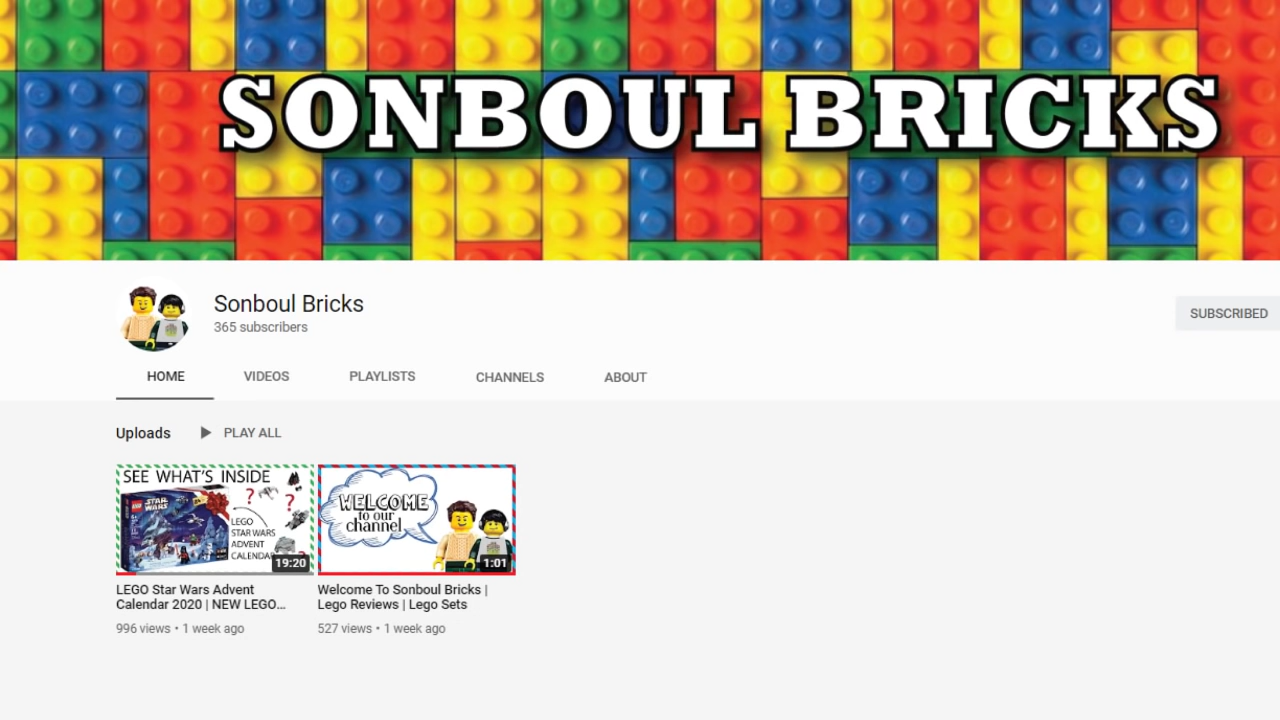 SONBOUL BRICKS
Sonboul Bricks
365 subscribers
SUBSCRIBED
HOME VIDEOS PLAYLISTS CHANNELS ABOUT
Uploads PLAY ALL
SEE WHAT'S INSIDE
? ?
LEGO
STAR WARS
LEGO
STAR WARS
ADVENT
CALENDAR
19:20
WELCOME
to our
channel
1:01
LEGO Star Wars Advent
Calendar 2020 | NEW LEGO...
996 views • 1 week ago
Welcome To Sonboul Bricks |
Lego Reviews | Lego Sets
527 views • 1 week ago